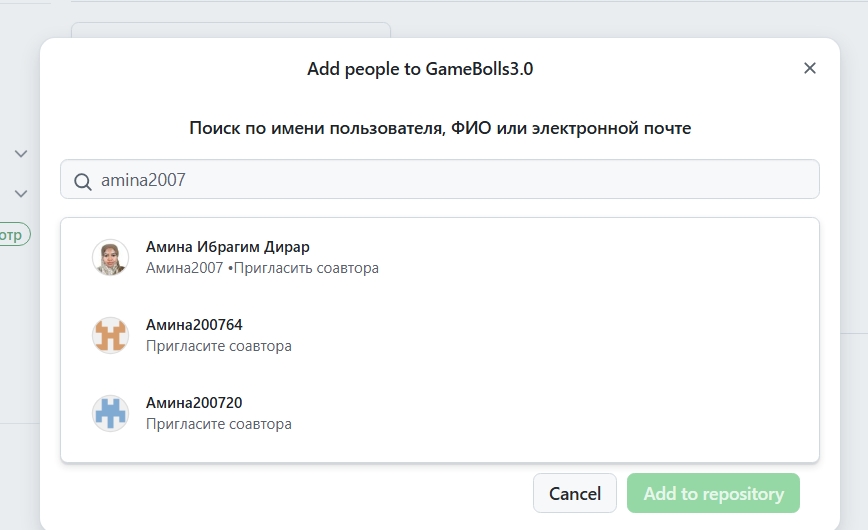 Add people to GameBolls3.0
Поиск по имени пользователя, ФИО или электронной почте
amina2007
Амина Ибрагим Дирар
Амина2007 •Пригласить соавтора
отр
Амина200764
Пригласите соавтора
Амина200720
Пригласите соавтора
Cancel
Add to repository